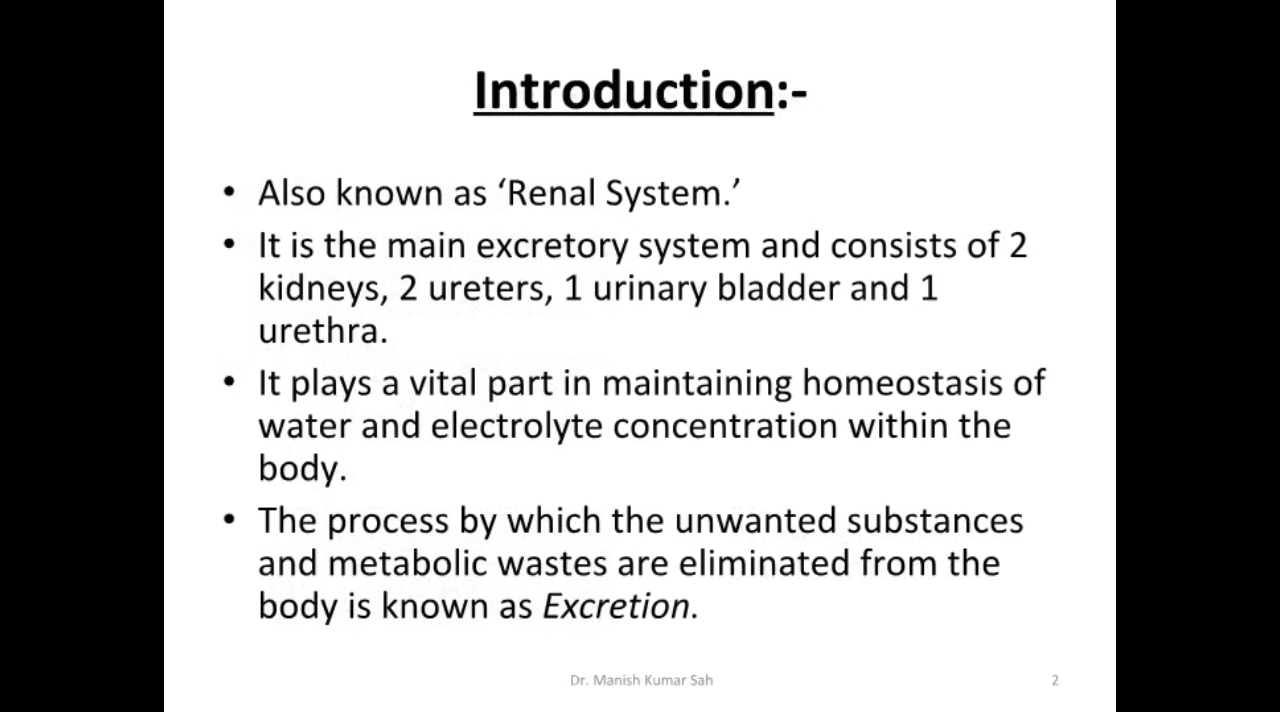 Introduction:-
• Also known as ‘Renal System.’
• It is the main excretory system and consists of 2
kidneys, 2 ureters, 1 urinary bladder and 1
urethra.
• It plays a vital part in maintaining homeostasis of
water and electrolyte concentration within the
body.
• The process by which the unwanted substances
and metabolic wastes are eliminated from the
body is known as Excretion.
Dr. Manish Kumar Sah
2